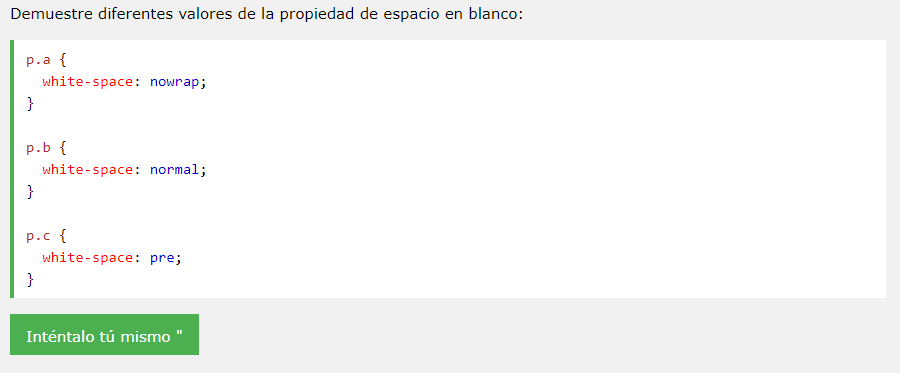 Demuestre diferentes valores de la propiedad de espacio en blanco:
p.a {
  white-space: nowrap;
}
p.b {
  white-space: normal;
}
p.c {
  white-space: pre;
}
Inténtalo tú mismo "